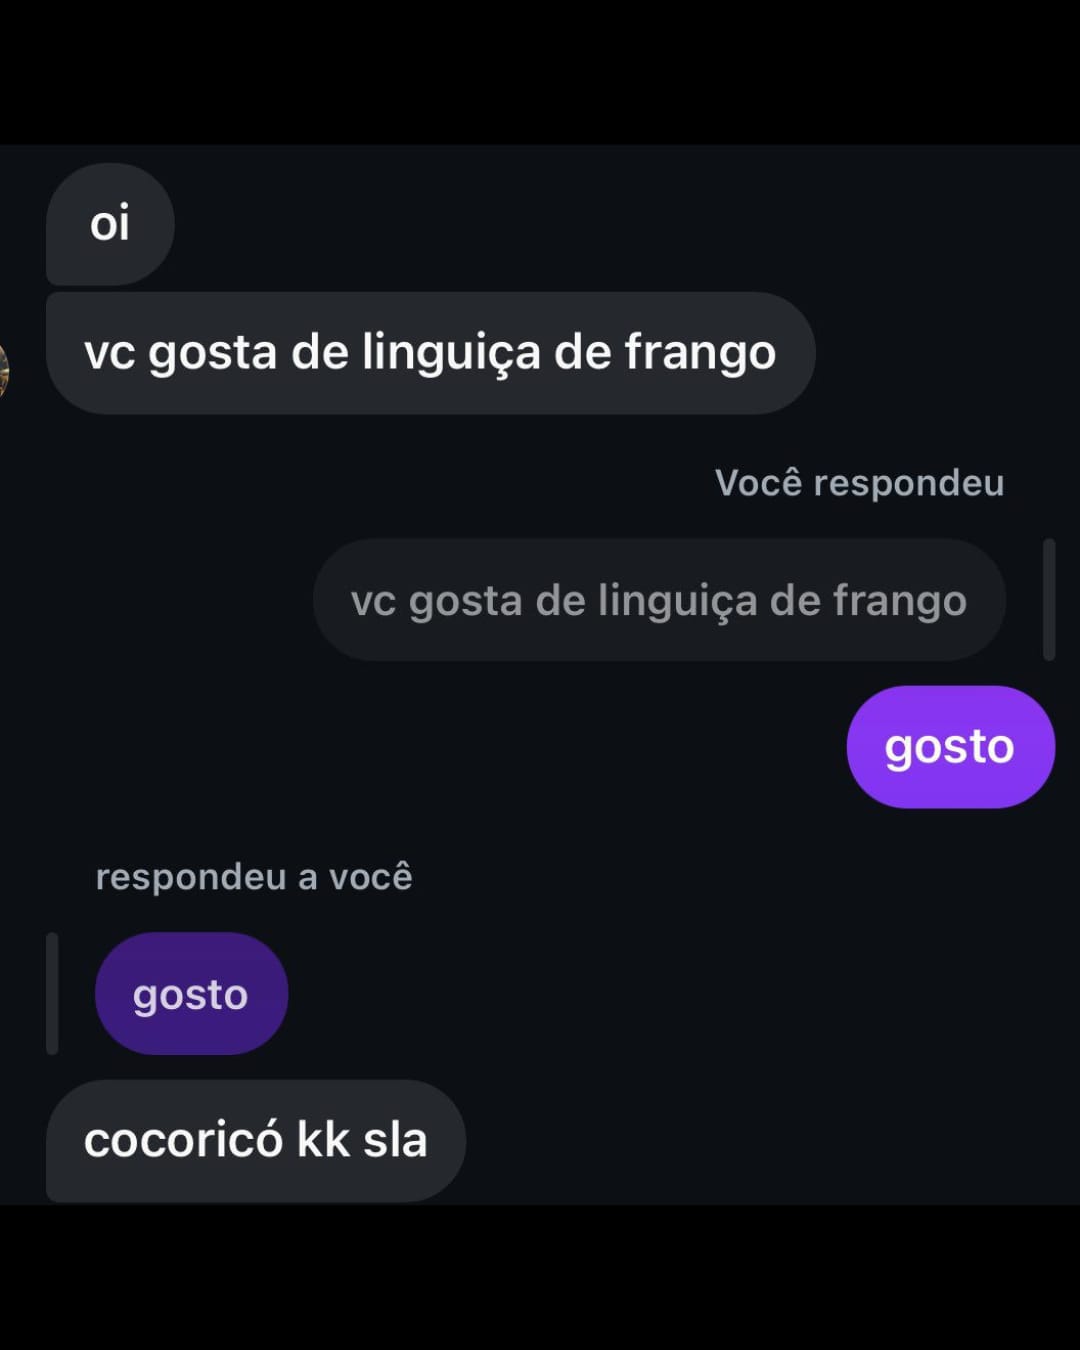 oi
vc gosta de linguiça de frango
Você respondeu
vc gosta de linguiça de frango
gosto
respondeu a você
gosto
cocoricó kk sla